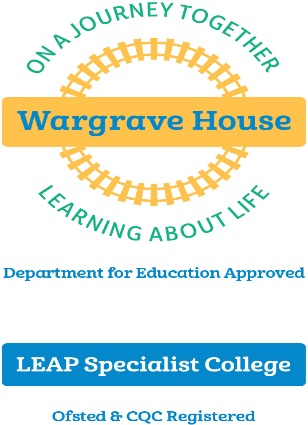 ON A JOURNEY TOGETHER
Wargrave House
LEARNING ABOUT LIFE
Department for Education Approved
LEAP Specialist College
Ofsted & CQC Registered